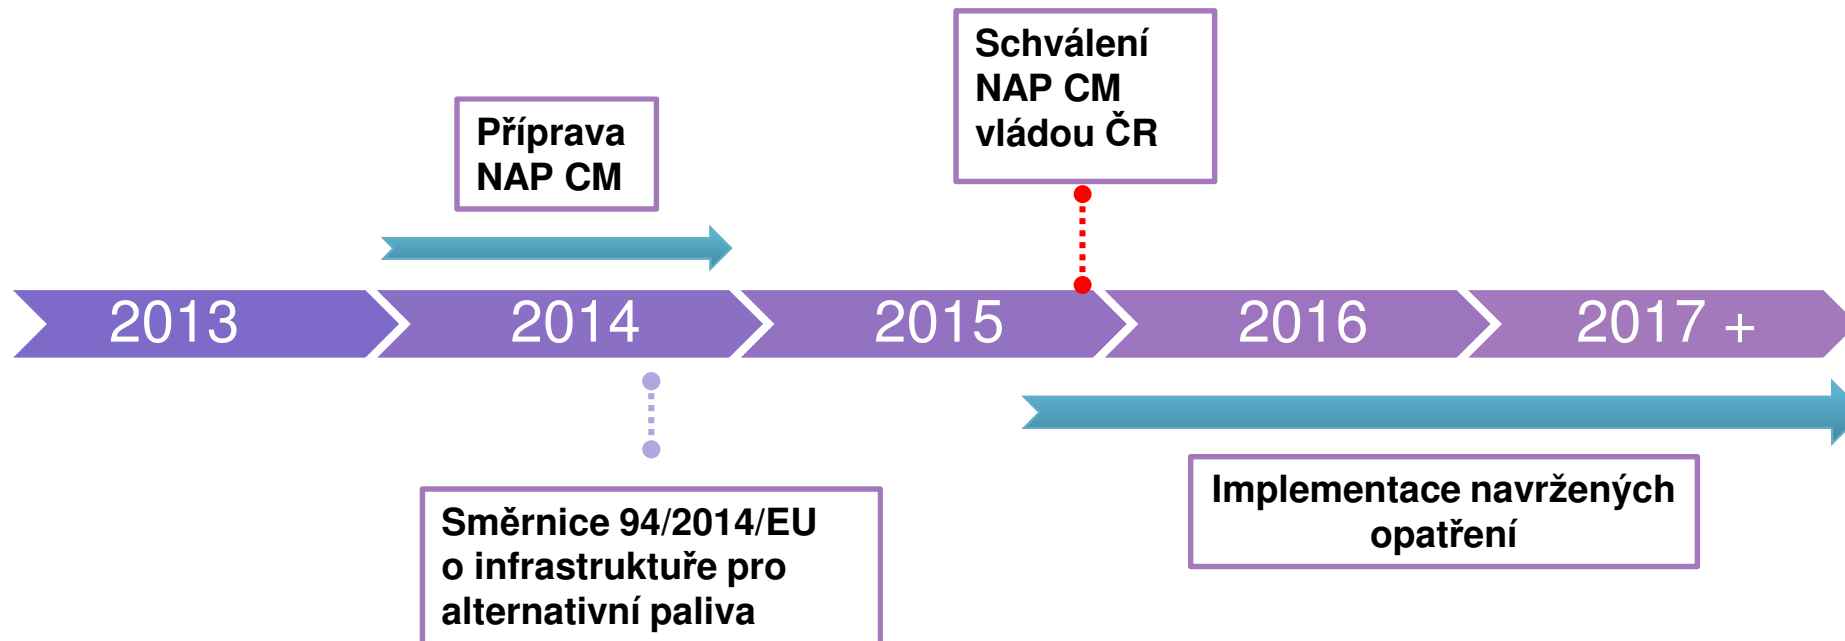 Schválení
NAP CM
vládou ČR
Příprava
NAP CM
2013
2014
2015
2016
2017 +
Směrnice 94/2014/EU
o infrastruktuře pro
alternativní paliva
Implementace navržených
opatření